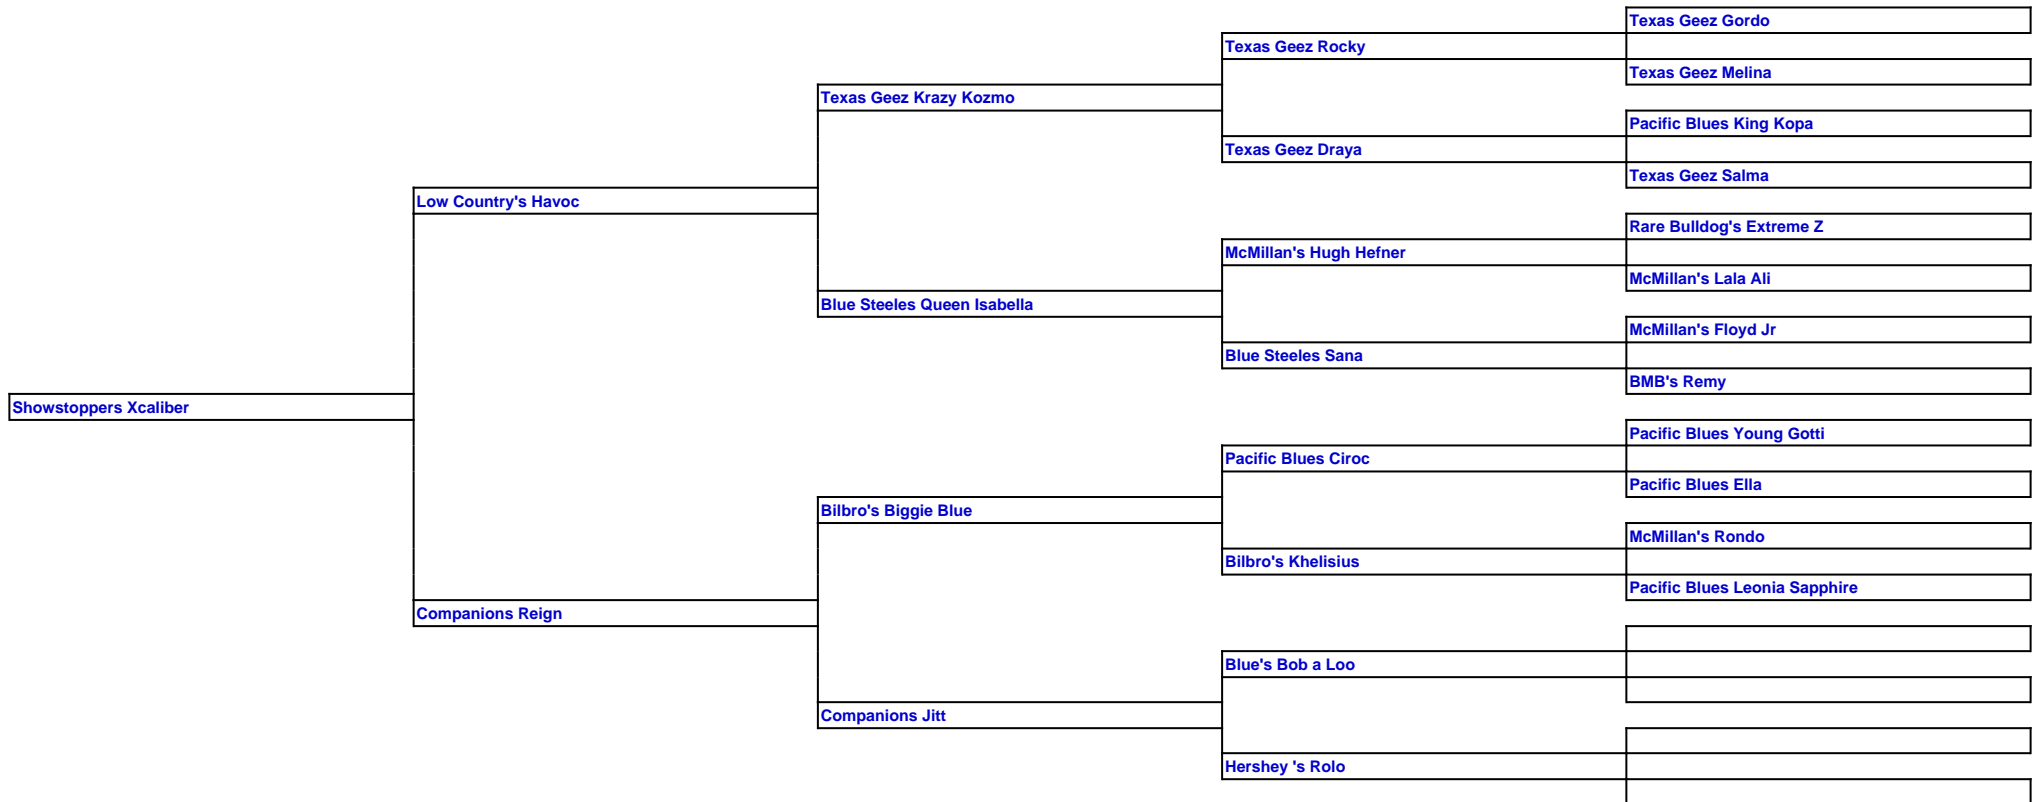 Texas Geez Gordo
Texas Geez Rocky
Texas Geez Melina
Texas Geez Krazy Kozmo
Pacific Blues King Kopa
Texas Geez Draya
Texas Geez Salma
Low Country's Havoc
Rare Bulldog's Extreme Z
McMillan's Hugh Hefner
McMillan's Lala Ali
Blue Steeles Queen Isabella
McMillan's Floyd Jr
Blue Steeles Sana
BMB's Remy
Showstoppers Xcaliber
Pacific Blues Young Gotti
Pacific Blues Ciroc
Pacific Blues Ella
Bilbro's Biggie Blue
McMillan's Rondo
Bilbro's Khelisius
Pacific Blues Leonia Sapphire
Companions Reign
Blue's Bob a Loo
Companions Jitt
Hershey 's Rolo